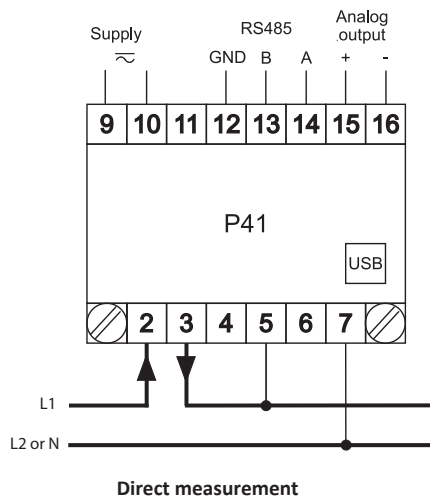 Supply RS485 Analog output
GND B A + -
9 10 11 12 13 14 15 16
P41
USB
2 3 4 5 6 7
L1
L2 or N
Direct measurement